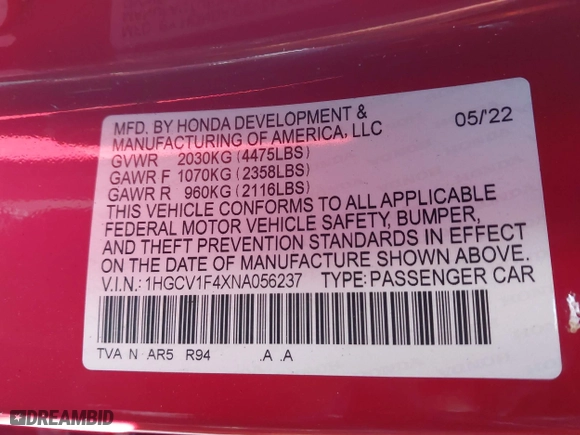 MFD. BY HONDA DEVELOPMENT & 05/'22
MANUFACTURING OF AMERICA, LLC
GVWR 2030KG (4475LBS)
GAWR F 1070KG (2358LBS)
GAWR R 960KG (2116LBS)
THIS VEHICLE CONFORMS TO ALL APPLICABLE
FEDERAL MOTOR VEHICLE SAFETY, BUMPER,
AND THEFT PREVENTION STANDARDS IN EFFECT
ON THE DATE OF MANUFACTURE SHOWN ABOVE.
V.I.N.: 1HGCV1F4XNA056237 TYPE: PASSENGER CAR
TVA N AR5 R94 .A .A
DREAMBID